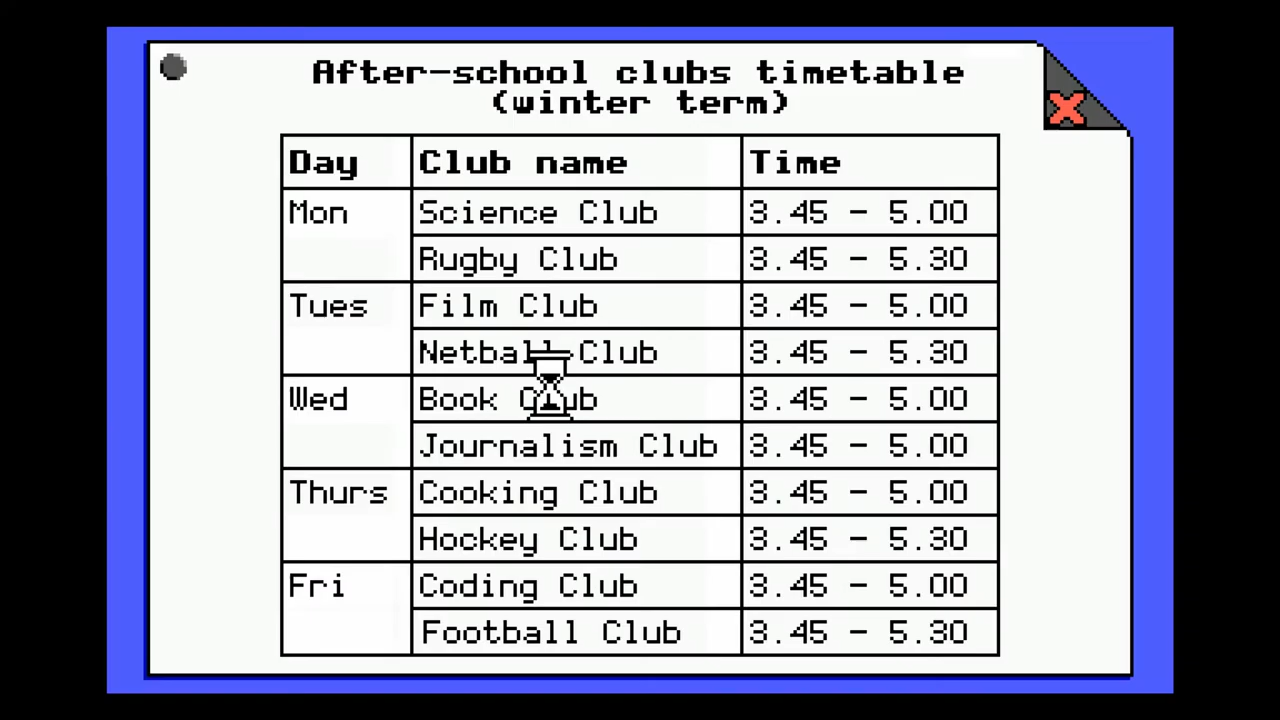 After-school clubs timetable
(winter term)
Day Club name Time
Mon Science Club 3.45 - 5.00
Rugby Club 3.45 - 5.30
Tues Film Club 3.45 - 5.00
Netball Club 3.45 - 5.30
Wed Book Club 3.45 - 5.00
Journalism Club 3.45 - 5.00
Thurs Cooking Club 3.45 - 5.00
Hockey Club 3.45 - 5.30
Fri Coding Club 3.45 - 5.00
Football Club 3.45 - 5.30